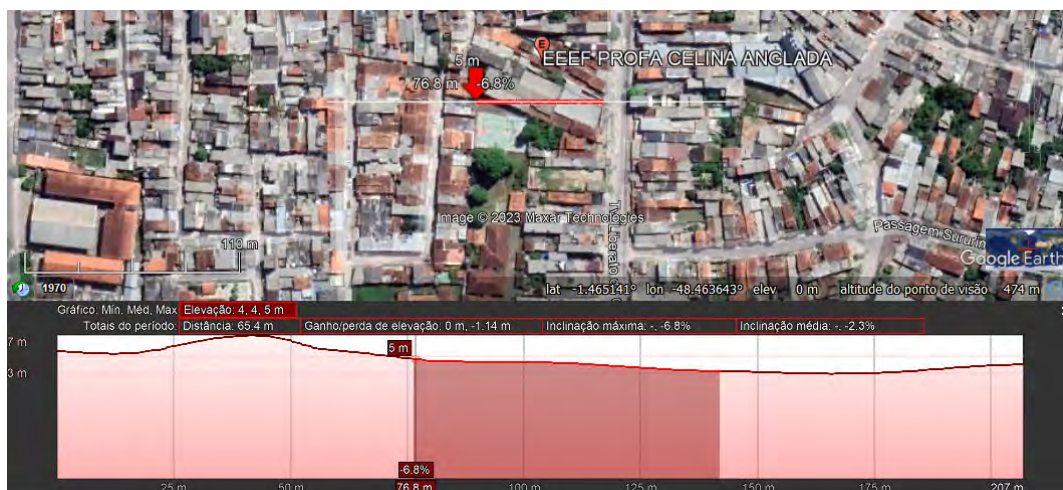 EEEF PROFA CELINA ANGLADA
5 m
76.8 m -6.8%
Image © 2023 Maxar Technologies
110 m
Passagem Sururin
Google Earth
1970
lat -1.465141° lon -48.463643° elev 0 m altitude do ponto de visão 474 m
Gráfico: Mín, Méd, Max Elevação: 4, 4, 5 m
Totais do período: Distância: 65.4 m Ganho/perda de elevação: 0 m, -1.14 m Inclinação máxima: -, -6.8% Inclinação média: -, -2.3%
7 m
5 m
3 m
-6.8%
25 m 50 m 76.8 m 100 m 125 m 150 m 175 m 207 m